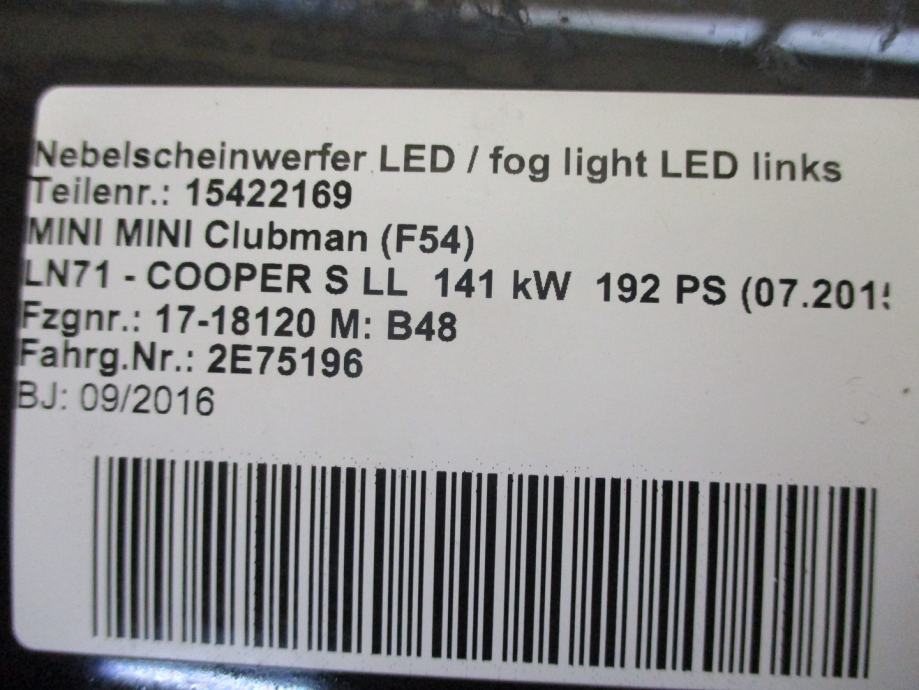 Nebelscheinwerfer LED / fog light LED links
Teilenr.: 15422169
MINI MINI Clubman (F54)
LN71 - COOPER S LL 141 kW 192 PS (07.2015
Fzgnr.: 17-18120 M: B48
Fahrg.Nr.: 2E75196
BJ: 09/2016